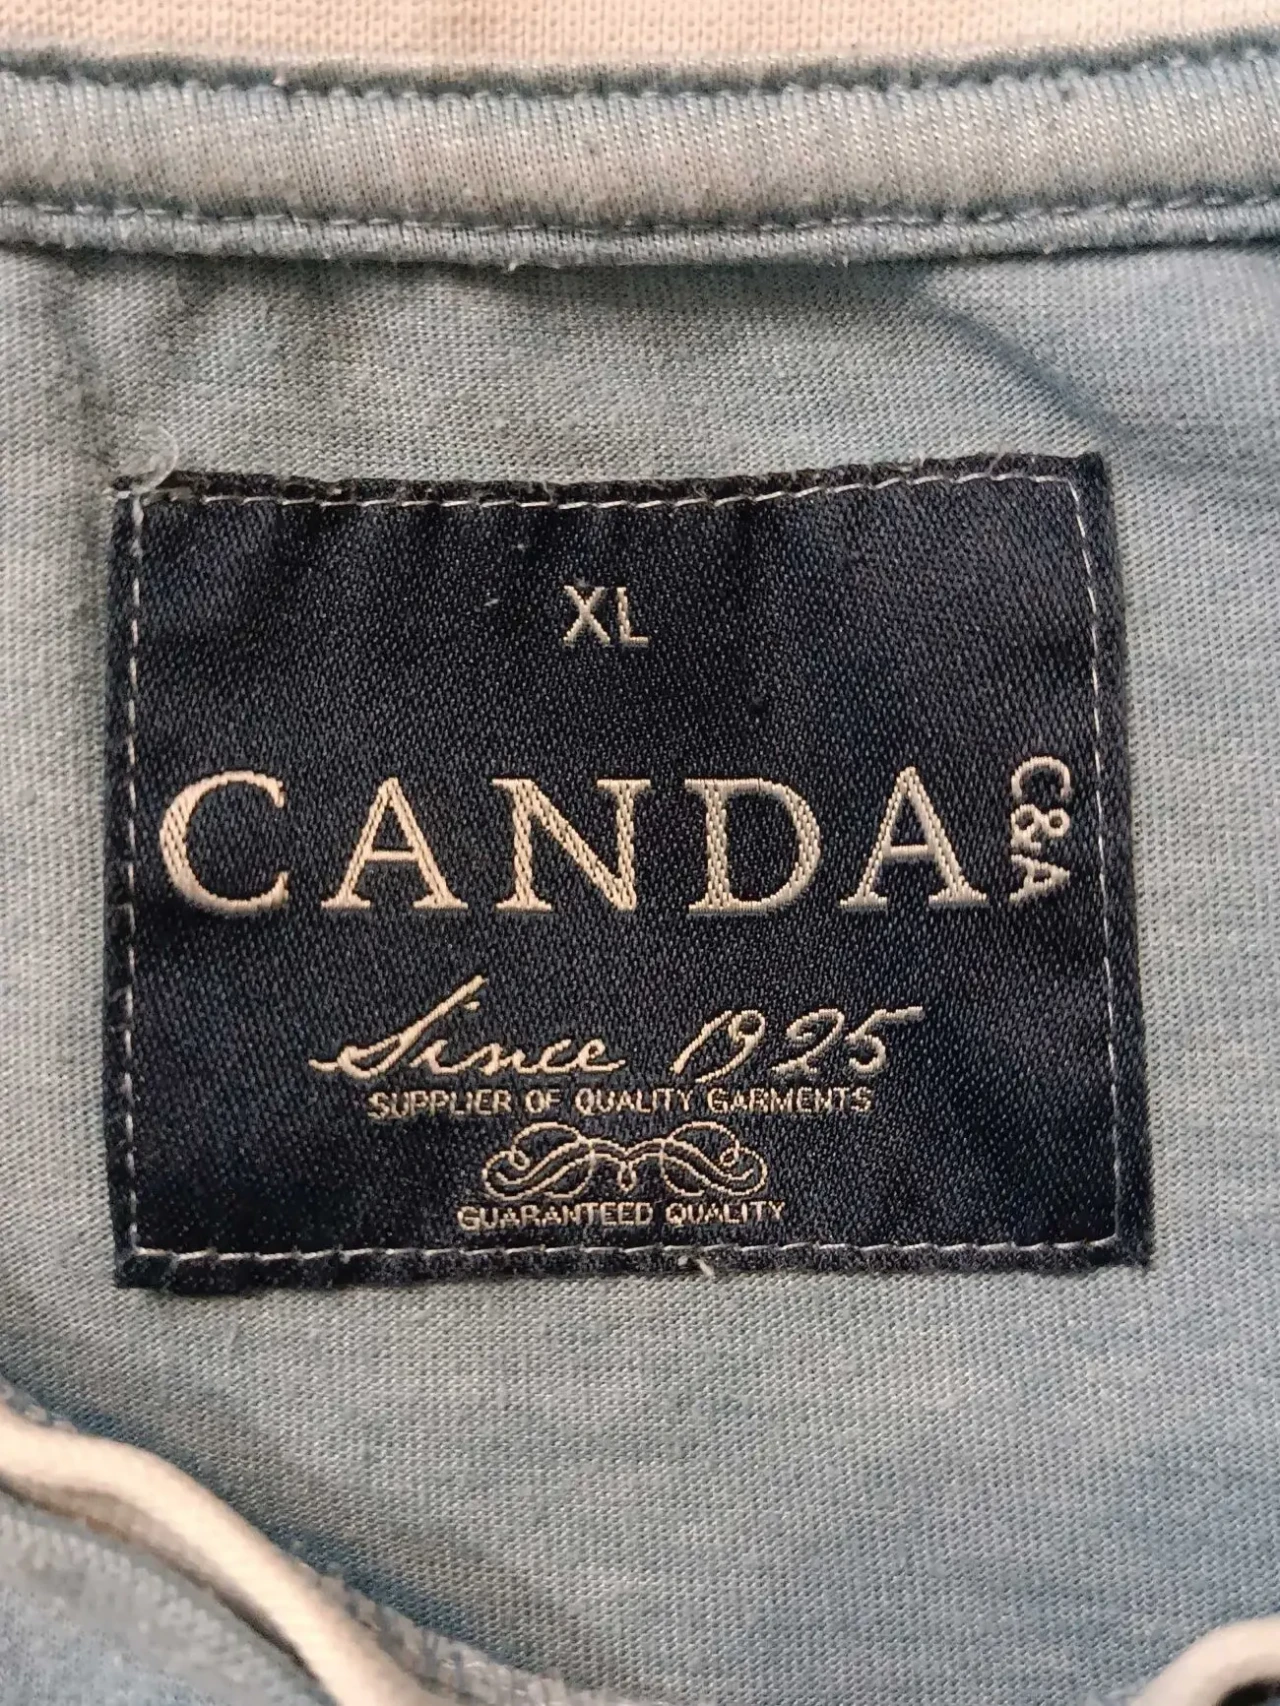 XL
CANDA
C&A
Since 1925
SUPPLIER OF QUALITY GARMENTS
GUARANTEED QUALITY